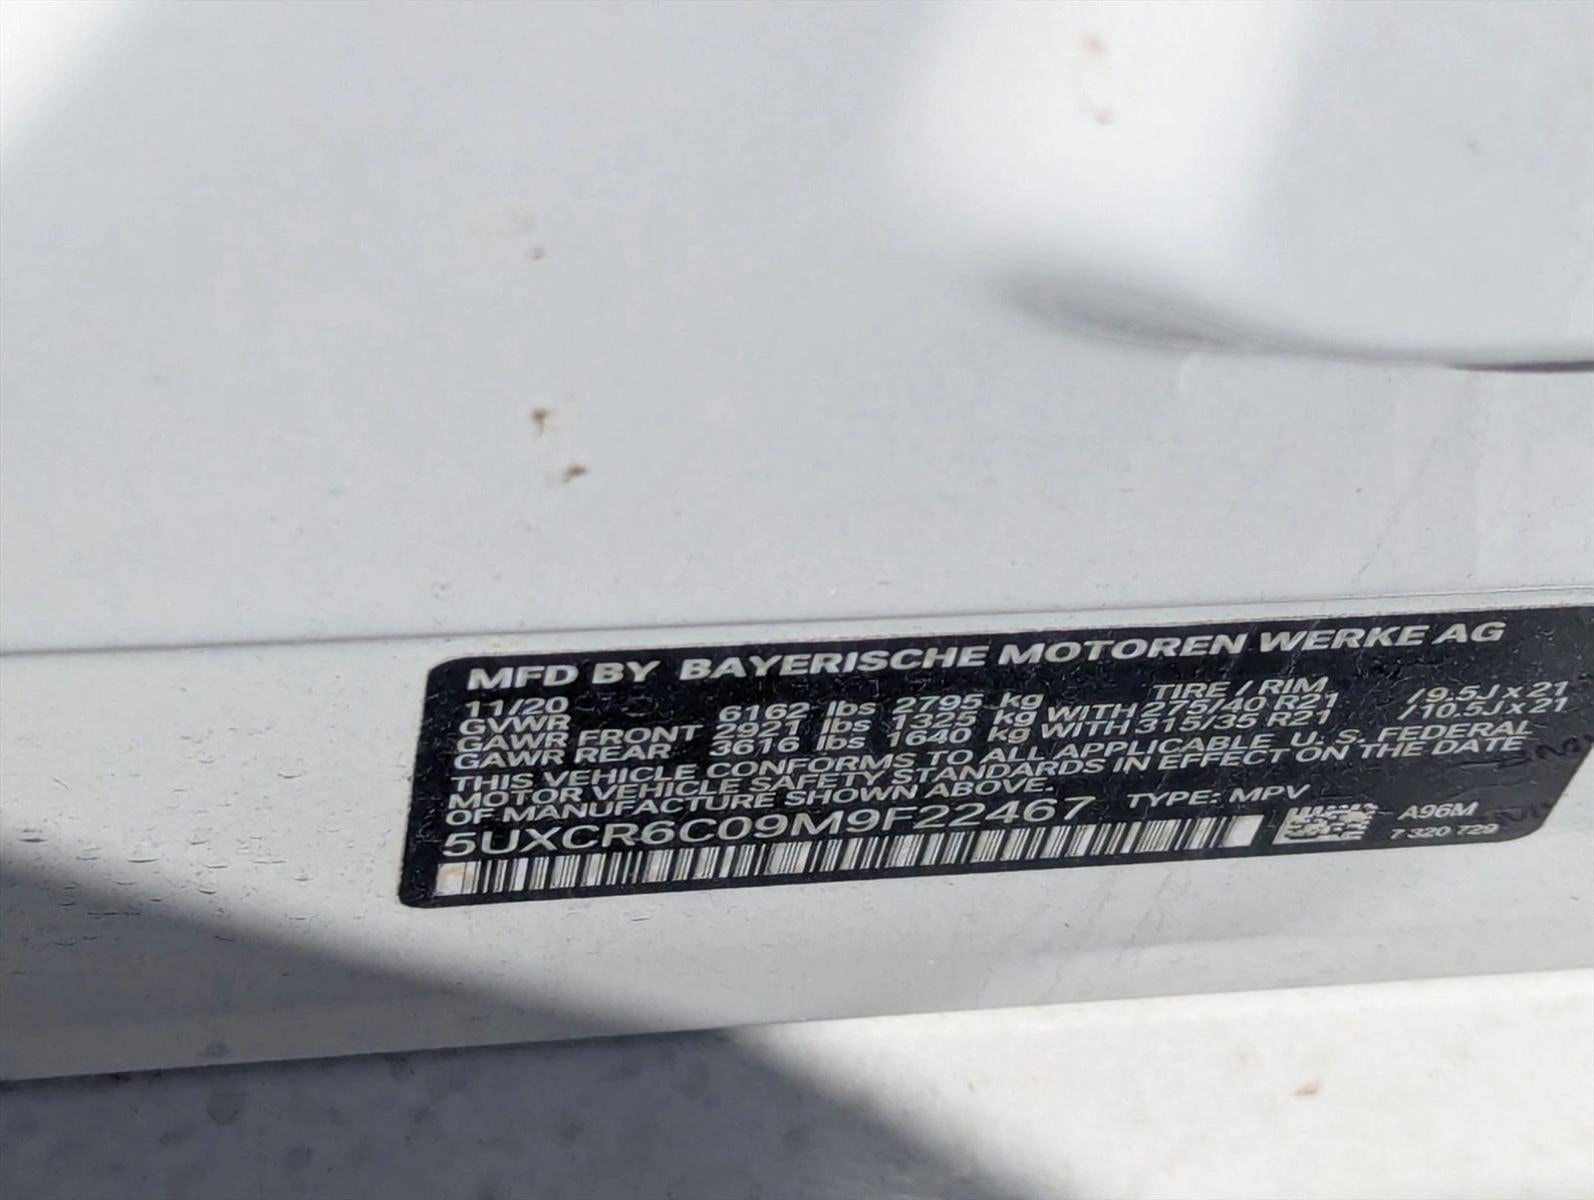 MFD BY BAYERISCHE MOTOREN WERKE AG
11/20 TIRE / RIM
GVWR 6162 lbs 2795 kg
GAWR FRONT 2921 lbs 1325 kg WITH 275/40 R21 /9.5J x 21
GAWR REAR 3616 lbs 1640 kg WITH 315/35 R21 /10.5J x 21
THIS VEHICLE CONFORMS TO ALL APPLICABLE U.S. FEDERAL
MOTOR VEHICLE SAFETY STANDARDS IN EFFECT ON THE DATE
OF MANUFACTURE SHOWN ABOVE.
5UXCR6C09M9F22467 TYPE: MPV
A96M
7 320 729